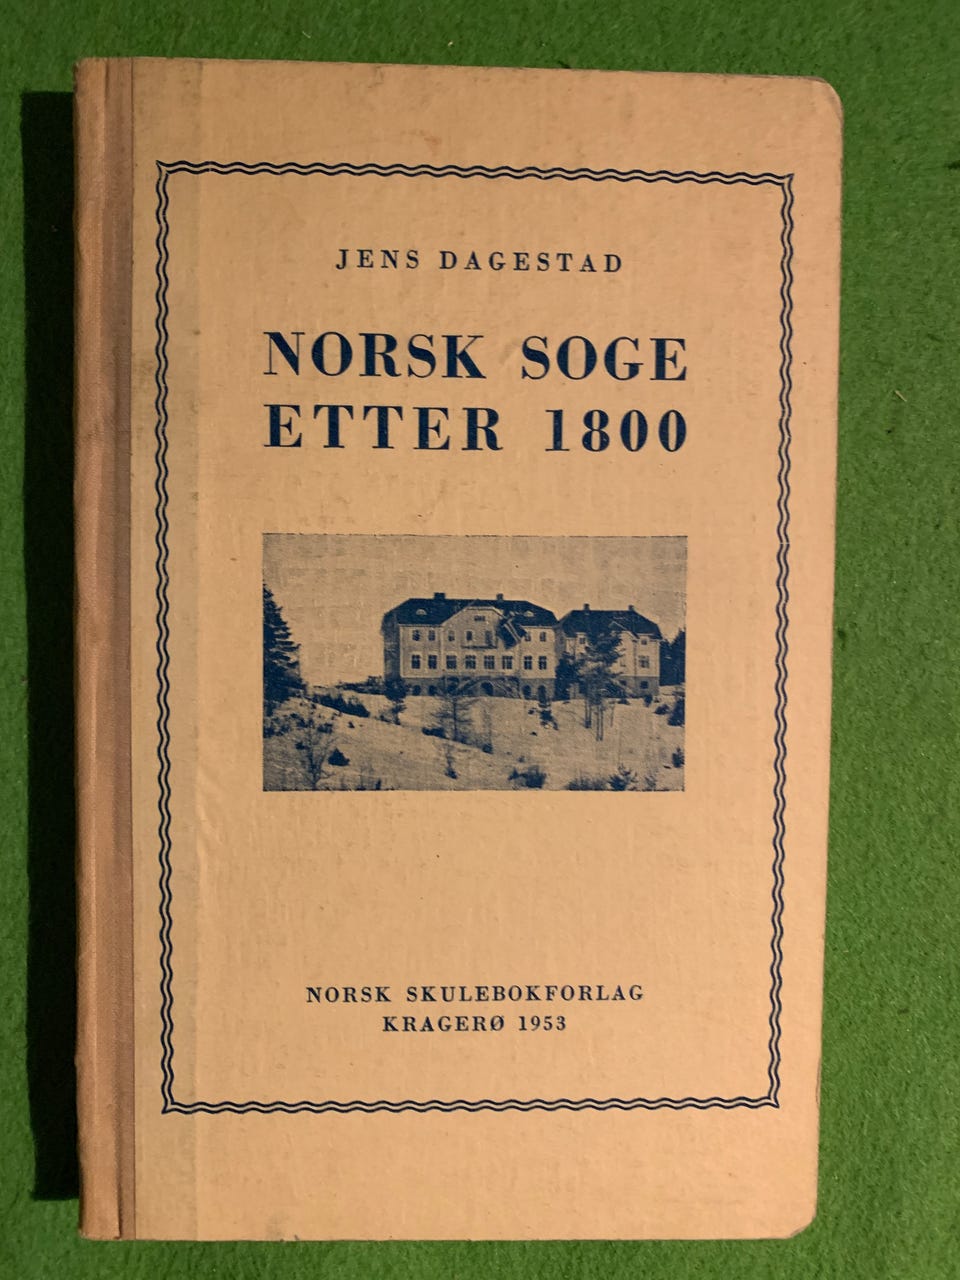 JENS DAGESTAD
NORSK SOGE
ETTER 1800
NORSK SKULEBOKFORLAG
KRAGERØ 1953